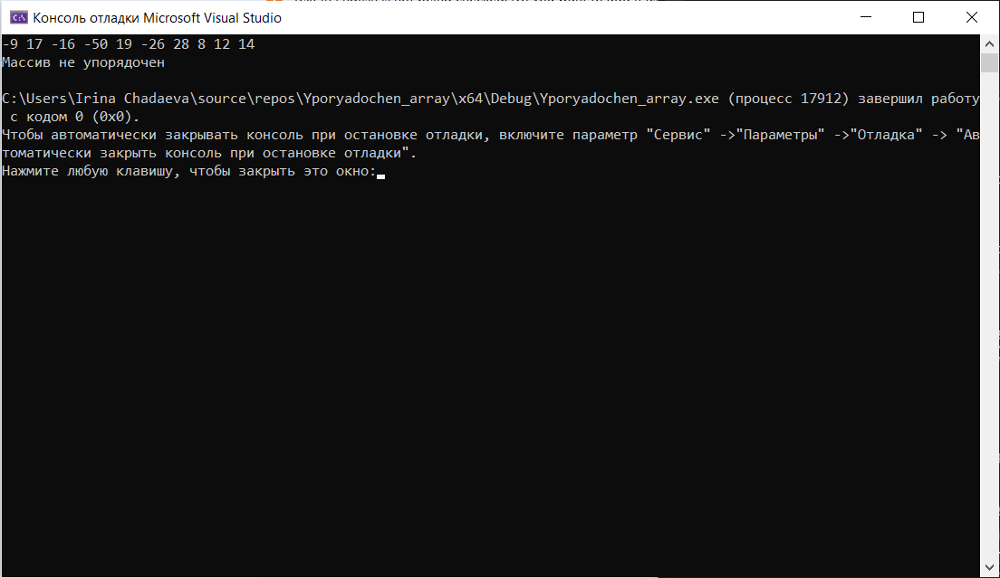 Консоль отладки Microsoft Visual Studio
-9 17 -16 -50 19 -26 28 8 12 14
Массив не упорядочен
C:\Users\Irina Chadaeva\source\repos\Yporyadochen_array\x64\Debug\Yporyadochen_array.exe (процесс 17912) завершил работу
с кодом 0 (0x0).
Чтобы автоматически закрывать консоль при остановке отладки, включите параметр "Сервис" ->"Параметры" ->"Отладка" -> "Ав
томатически закрыть консоль при остановке отладки".
Нажмите любую клавишу, чтобы закрыть это окно: